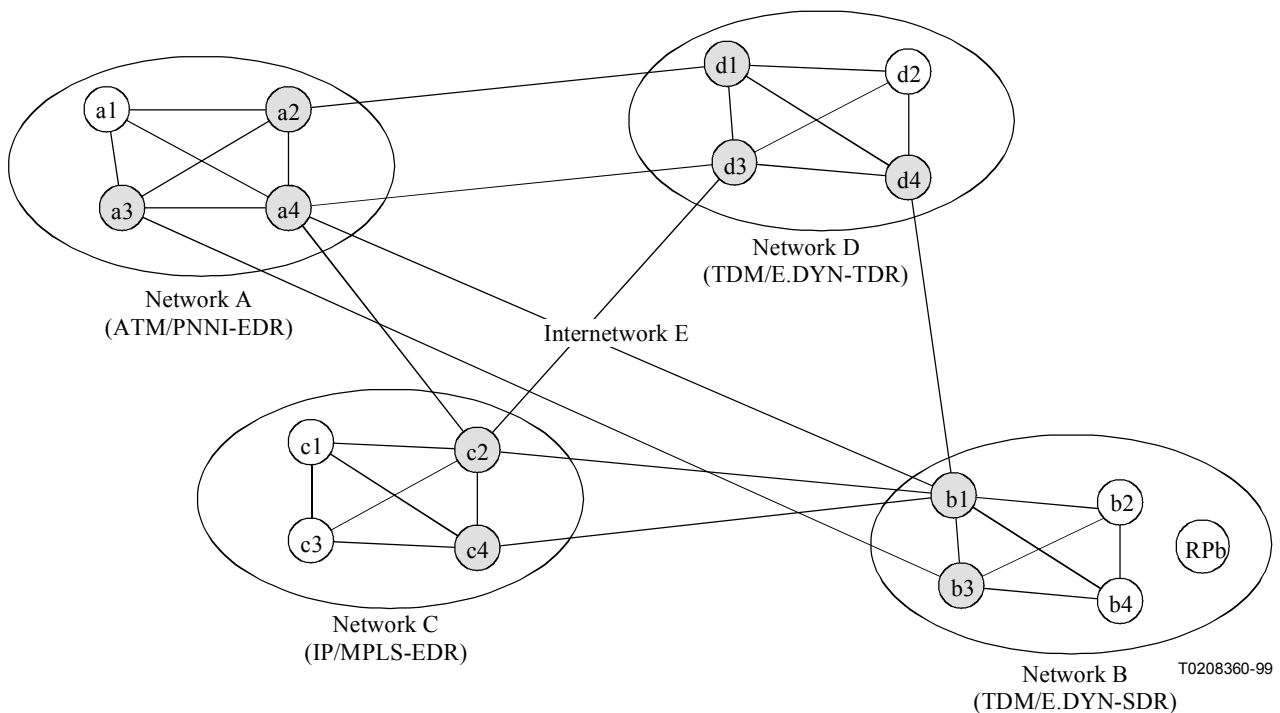 d1
d2
a1
a2
d3
d4
a3
a4
Network D
(TDM/E.DYN-TDR)
Network A
(ATM/PNNI-EDR)
Internetwork E
c1
c2
b1
b2
c3
c4
RPb
b3
b4
Network C
(IP/MPLS-EDR)
Network B
(TDM/E.DYN-SDR)
T0208360-99